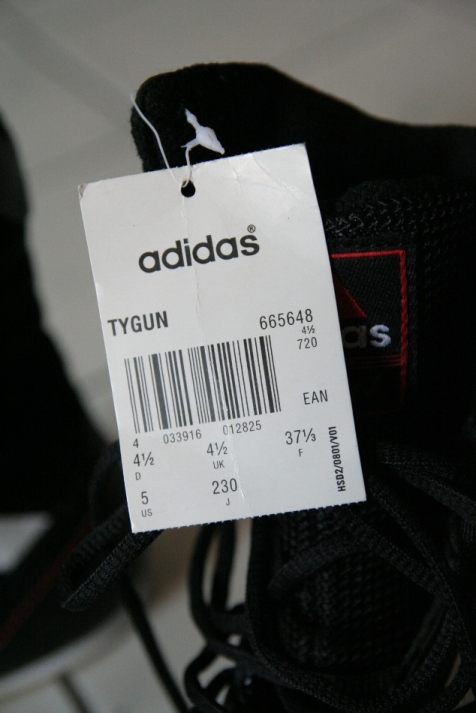 adidas®
TYGUN 665648
4½
720
EAN
4 033916 012825
4½ 4½ 37⅓
D UK F
5 230
US J
HS02/0801/V01
as